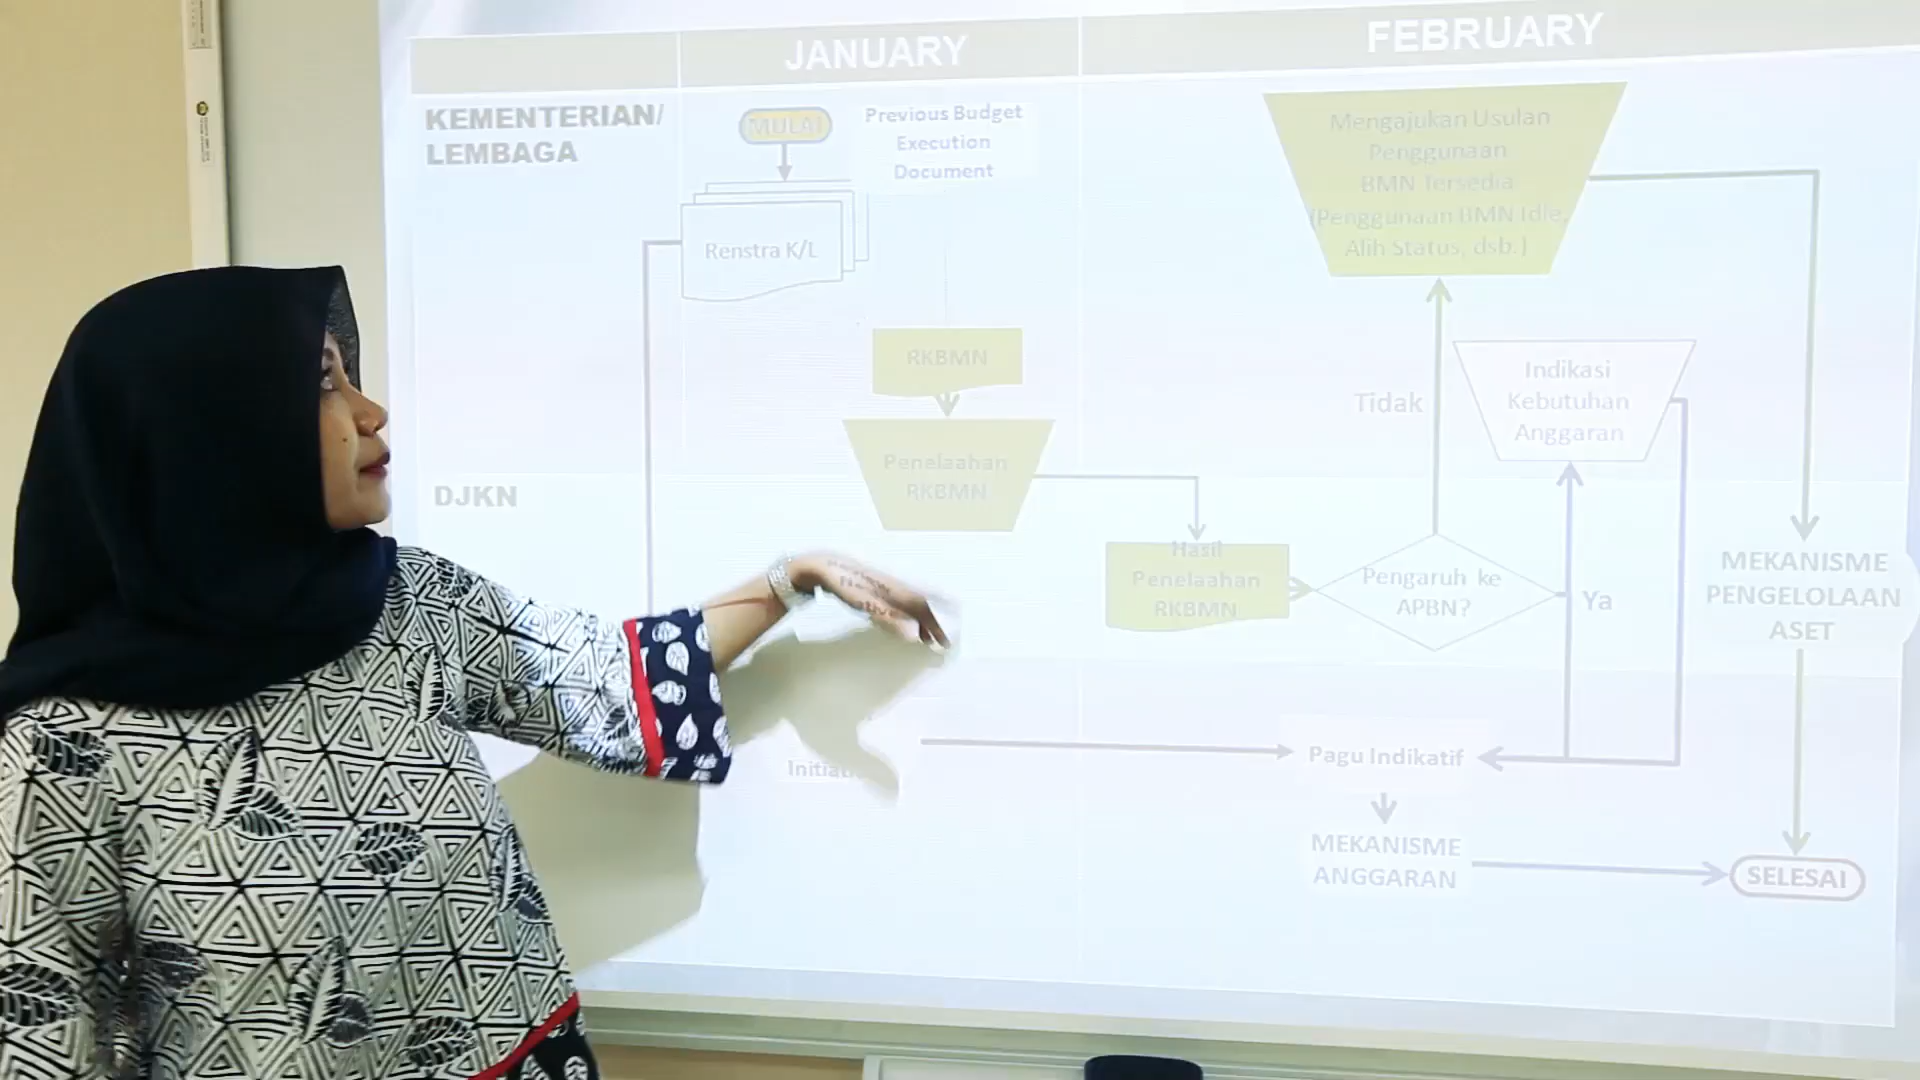 JANUARY
FEBRUARY
KEMENTERIAN/
LEMBAGA
MULAI
Previous Budget
Execution
Document
Renstra K/L
RKBMN
Penelaahan
RKBMN
Mengajukan Usulan
Penggunaan
BMN Tersedia
(Penggunaan BMN Idle,
Alih Status, dsb.)
Tidak
Indikasi
Kebutuhan
Anggaran
DJKN
Hasil
Penelaahan
RKBMN
Pengaruh ke
APBN?
Ya
MEKANISME
PENGELOLAAN
ASET
Pagu Indikatif
MEKANISME
ANGGARAN
SELESAI